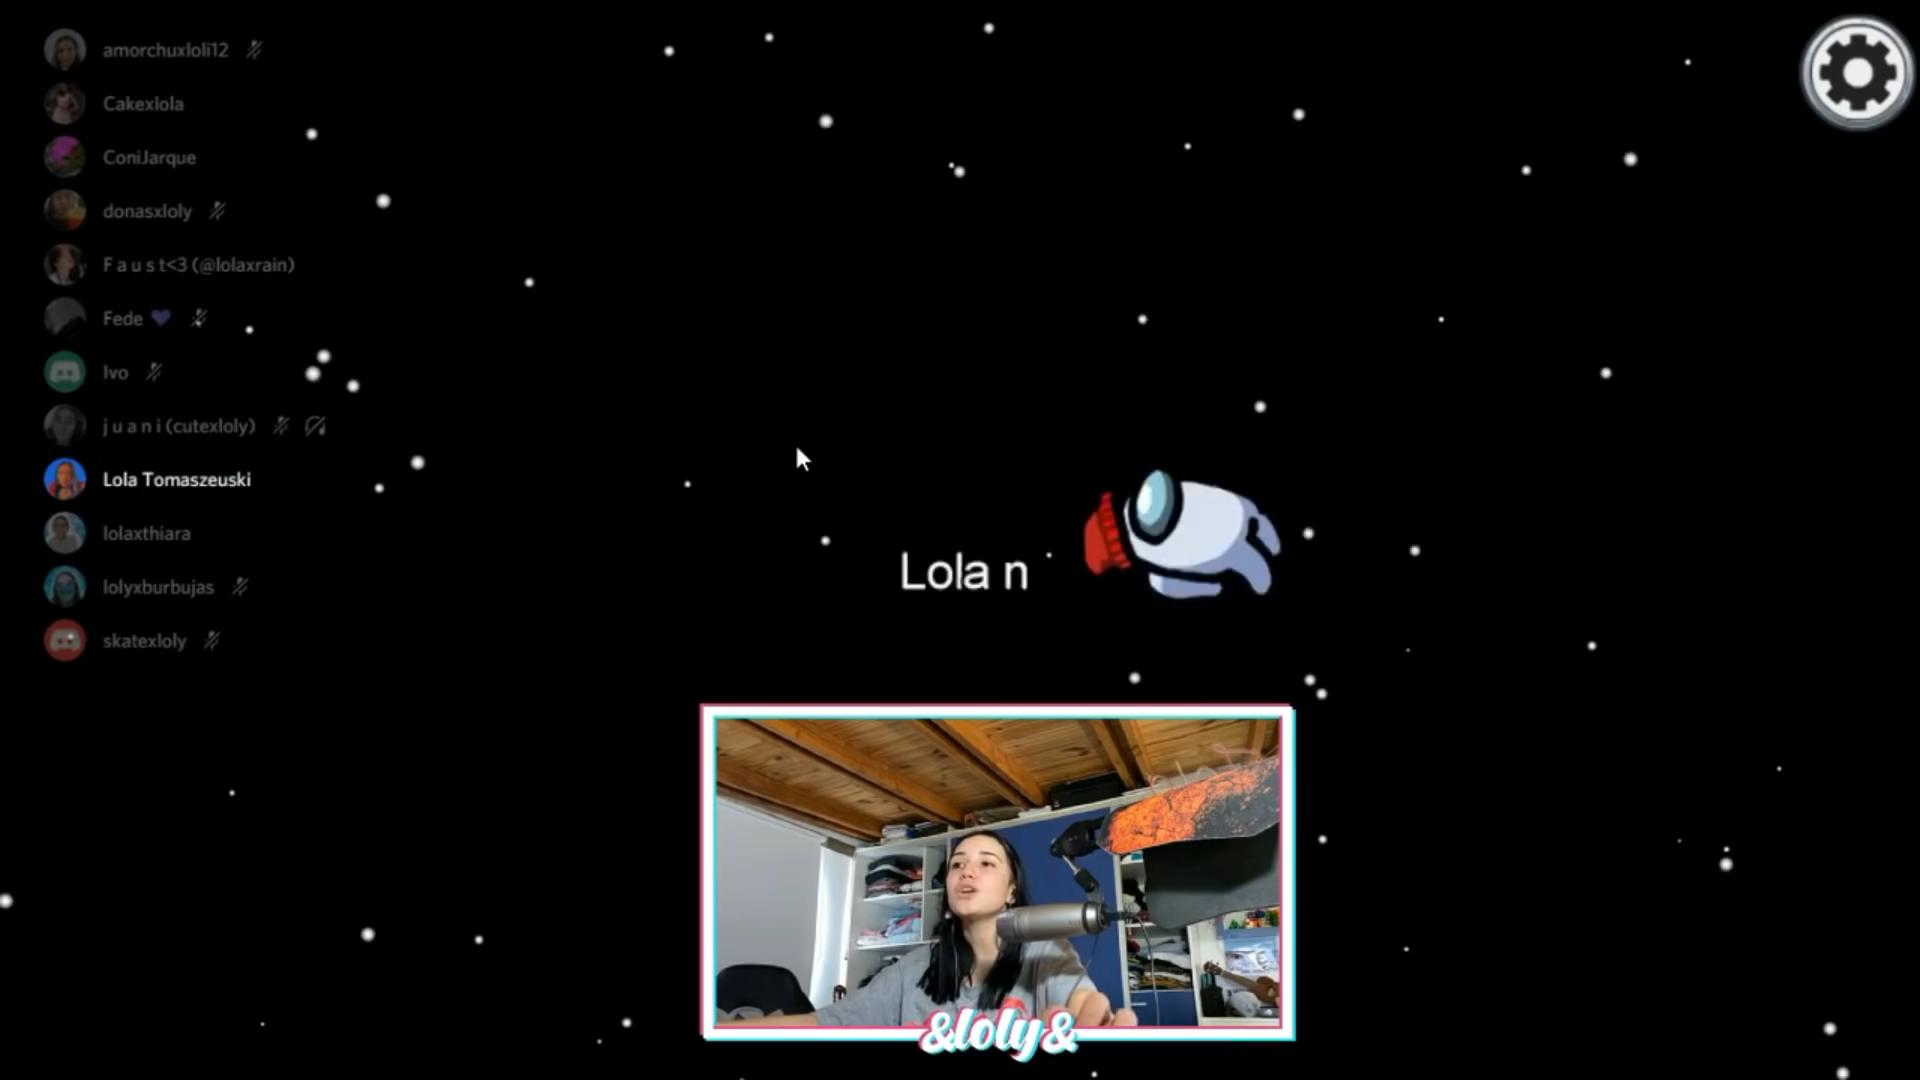 amorchuxloli12
Cakexlola
ConiJarque
donasxloly
F a u s t<3 (@lolaxrain)
Fede 💜
Ivo
j u a n i (cutexloly)
Lola Tomaszeuski
lolaxthiara
lolyxburbujas
skatexloly
Lola n
&loly&